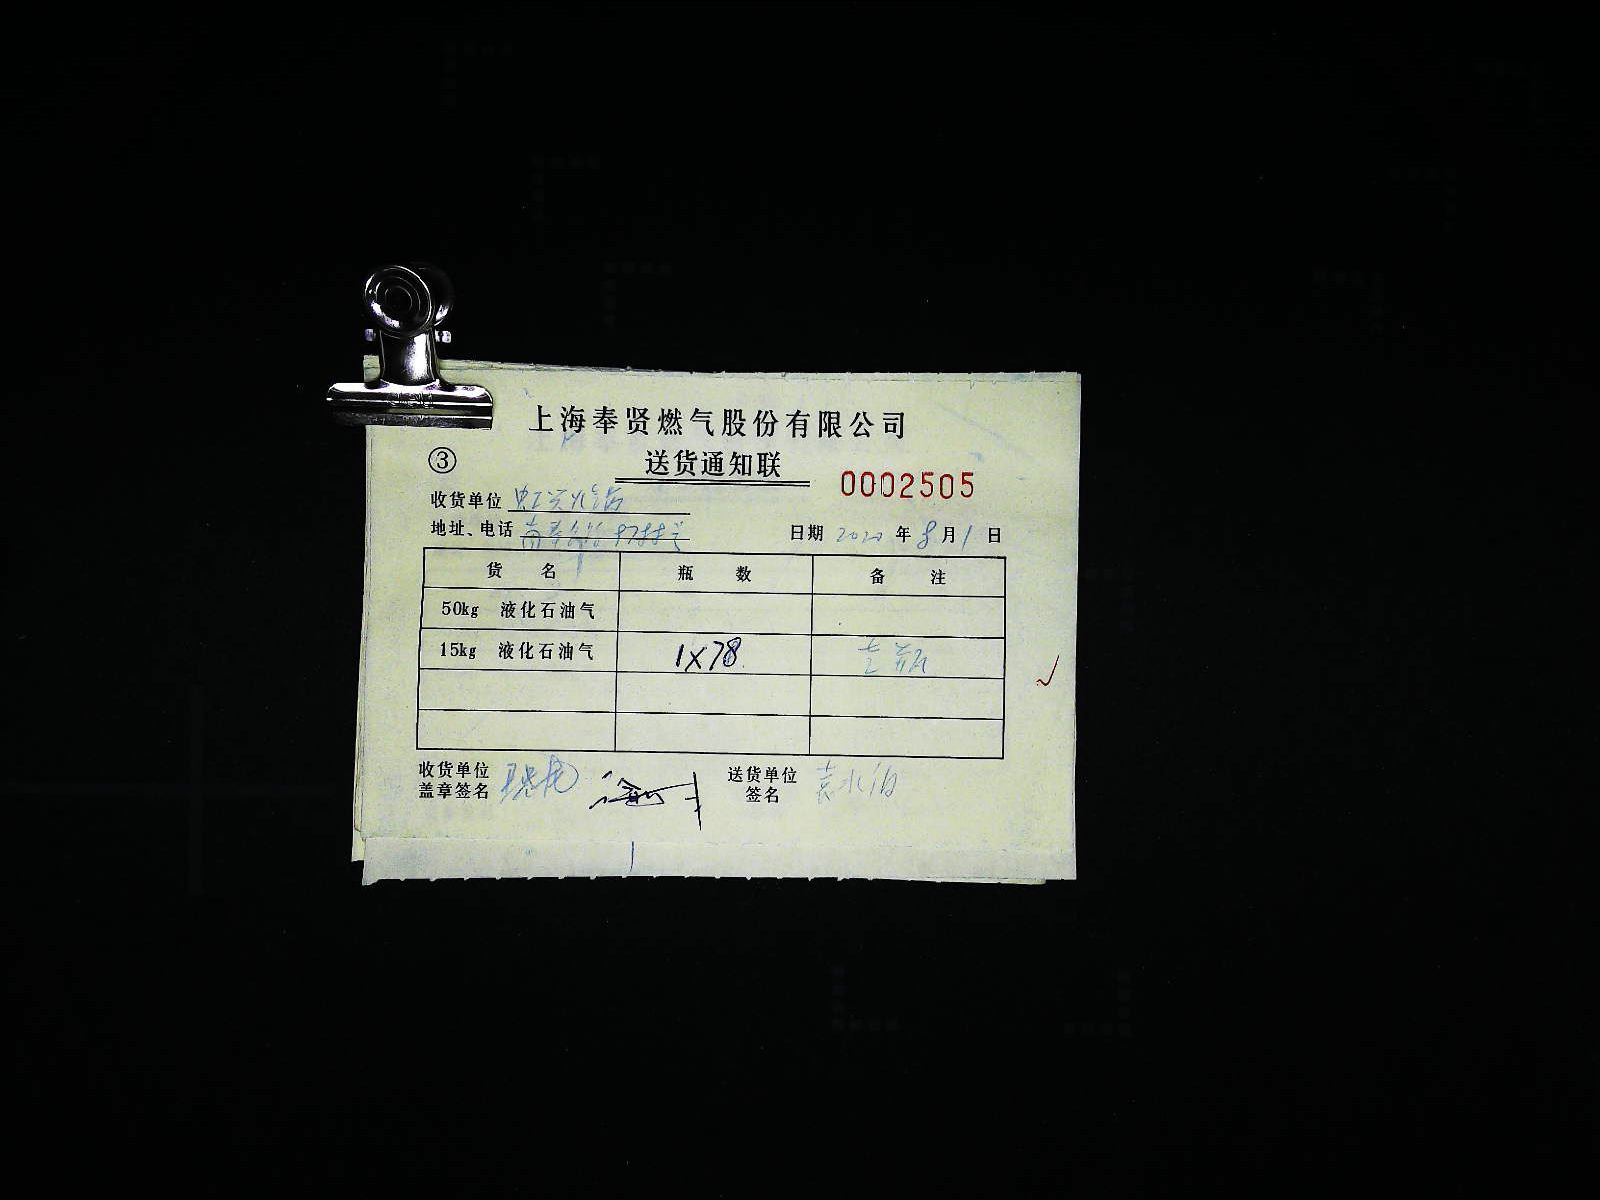 上海奉贤燃气股份有限公司
③ 送货通知联 0002505
收货单位
地址、电话 日期 2020 年 8 月 1 日
货 名 瓶 数 备 注
50kg 液化石油气
15kg 液化石油气 1×78
收货单位 送货单位
盖章签名 签名